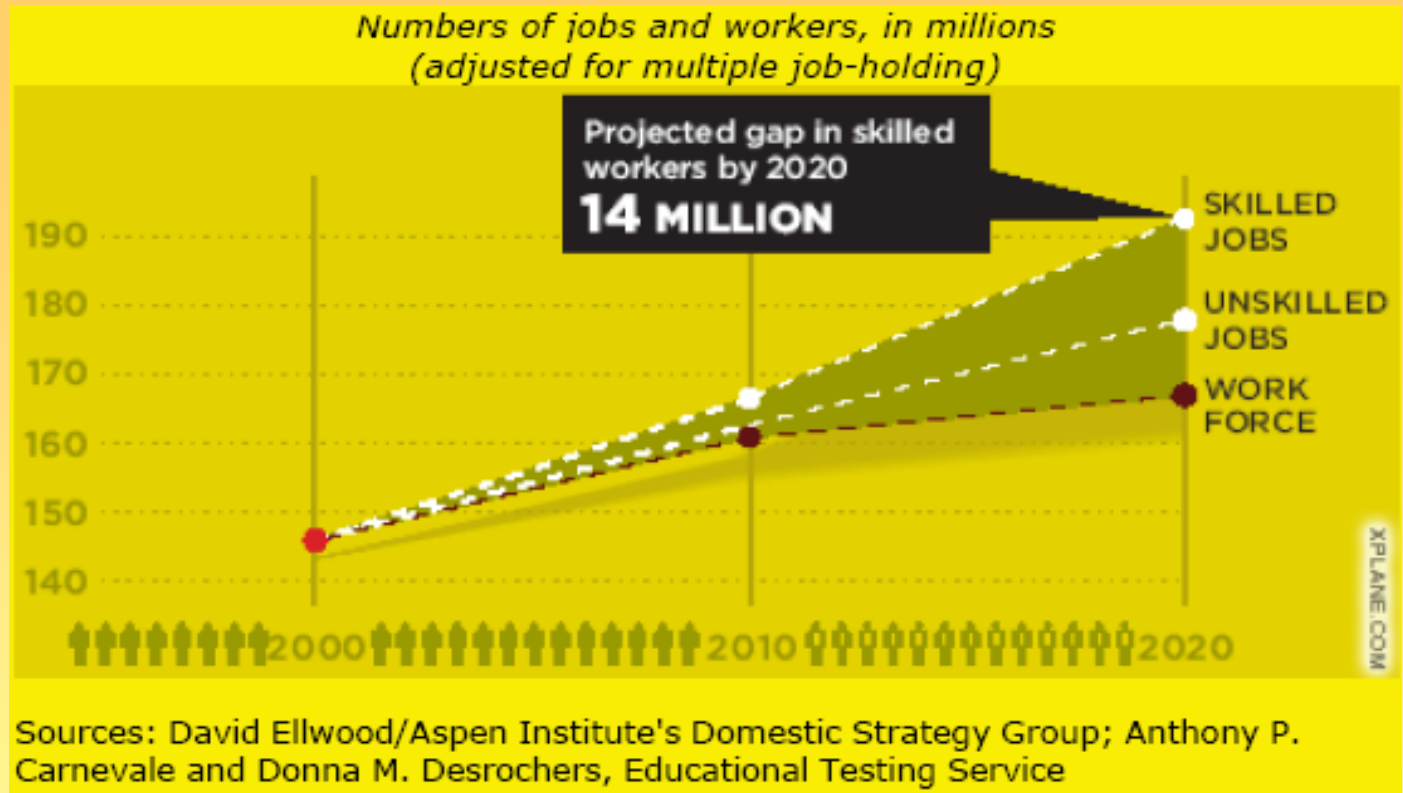 Numbers of jobs and workers, in millions
(adjusted for multiple job-holding)
Projected gap in skilled
workers by 2020
14 MILLION
190
180
170
160
150
140
SKILLED
JOBS
UNSKILLED
JOBS
WORK
FORCE
2000
2010
2020
XPLANE.COM
Sources: David Ellwood/Aspen Institute's Domestic Strategy Group; Anthony P.
Carnevale and Donna M. Desrochers, Educational Testing Service